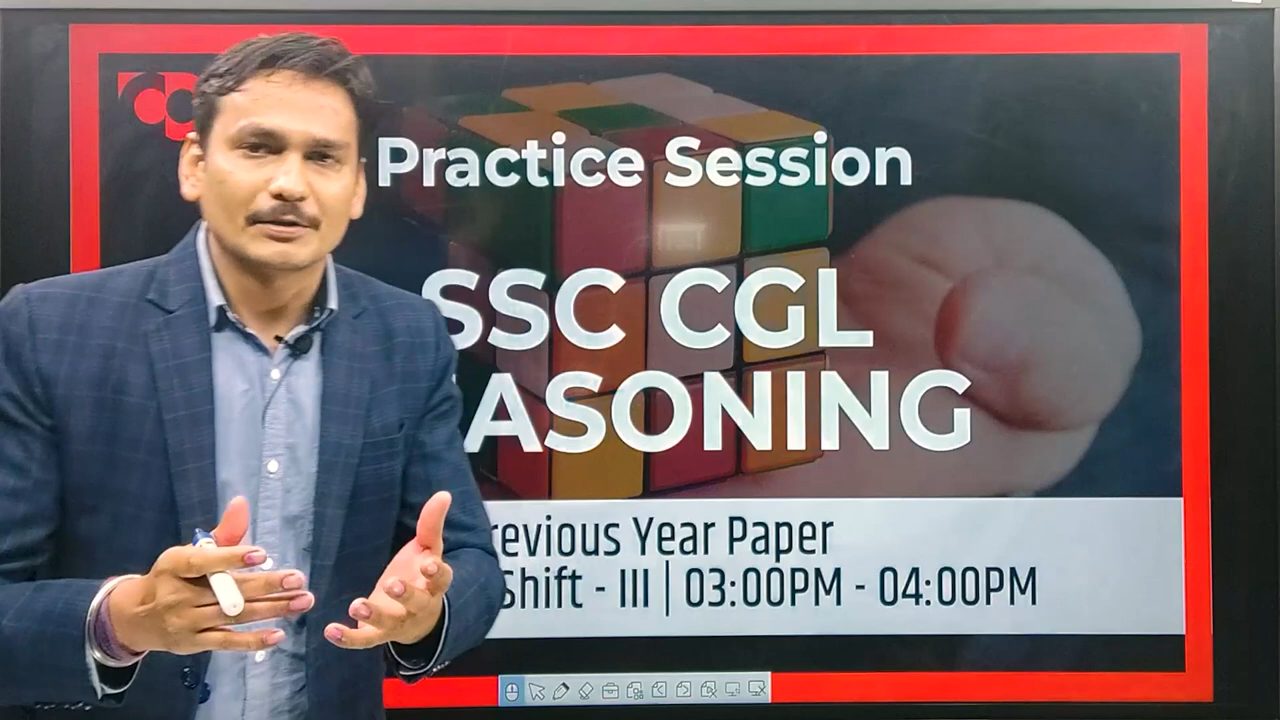 Practice Session
SSC CGL
ASONING
revious Year Paper
Shift - III | 03:00PM - 04:00PM